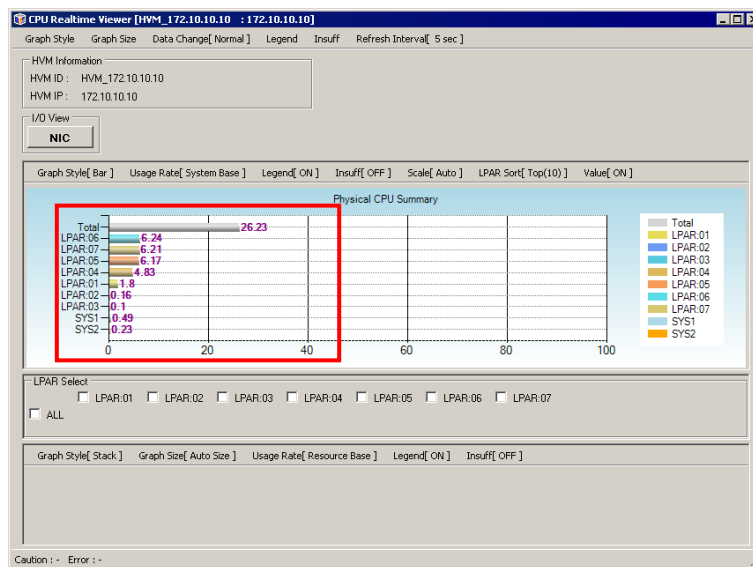 CPU Realtime Viewer [HVM_172.10.10.10 : 172.10.10.10]
Graph Style Graph Size Data Change[ Normal ] Legend Insuff Refresh Interval[ 5 sec ]
HVM Information
HVM ID : HVM_172.10.10.10
HVM IP : 172.10.10.10
I/O View
NIC
Graph Style[ Bar ] Usage Rate[ System Base ] Legend[ ON ] Insuff[ OFF ] Scale[ Auto ] LPAR Sort[ Top(10) ] Value[ ON ]
Physical CPU Summary
Total 26.23
LPAR:06 6.24
LPAR:07 6.21
LPAR:05 6.17
LPAR:04 4.83
LPAR:01 1.8
LPAR:02 0.16
LPAR:03 0.1
SYS1 0.49
SYS2 0.23
0 20 40 60 80 100
Total
LPAR:01
LPAR:02
LPAR:03
LPAR:04
LPAR:05
LPAR:06
LPAR:07
SYS1
SYS2
LPAR Select
LPAR:01 LPAR:02 LPAR:03 LPAR:04 LPAR:05 LPAR:06 LPAR:07
ALL
Graph Style[ Stack ] Graph Size[ Auto Size ] Usage Rate[ Resource Base ] Legend[ ON ] Insuff[ OFF ]
Caution : - Error : -